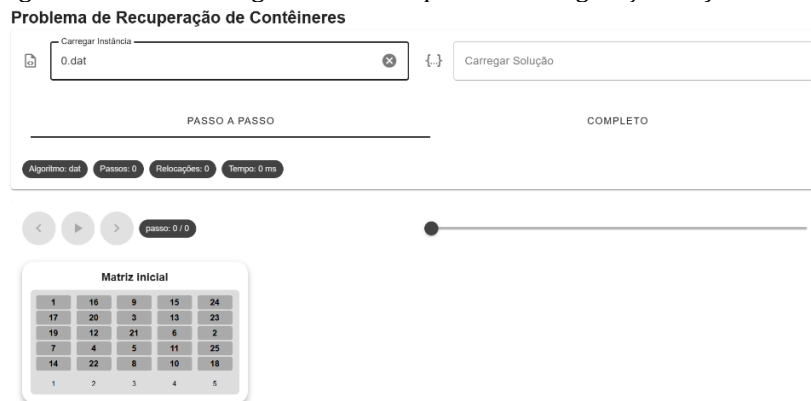 Problema de Recuperação de Contêineres
Carregar Instância
0.dat
{...} Carregar Solução
PASSO A PASSO COMPLETO
Algoritmo: dat Passos: 0 Relocações: 0 Tempo: 0 ms
passo: 0 / 0
Matriz inicial
1 16 9 15 24
17 20 3 13 23
19 12 21 6 2
7 4 5 11 25
14 22 8 10 18
1 2 3 4 5